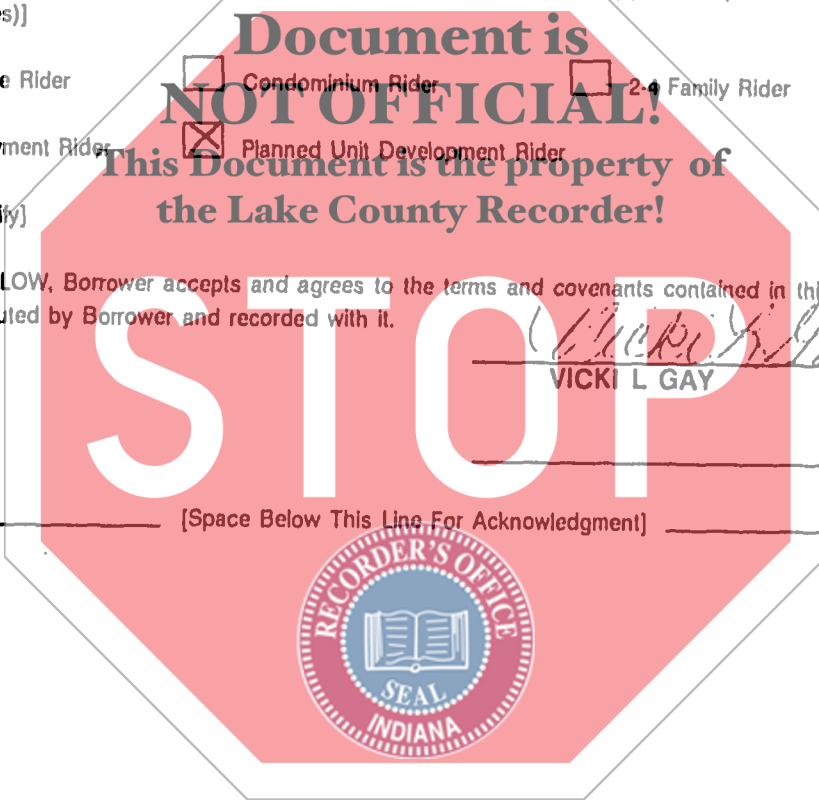 s)]
Document is
e Rider Condominium Rider 2-4 Family Rider
NOT OFFICIAL!
ment Rider Planned Unit Development Rider
This Document is the property of
ify]
the Lake County Recorder!
LOW, Borrower accepts and agrees to the terms and covenants contained in thi
uted by Borrower and recorded with it.
STOP
Vicki L
VICKI L GAY
[Space Below This Line For Acknowledgment]
RECORDER'S OFFICE
SEAL
INDIANA